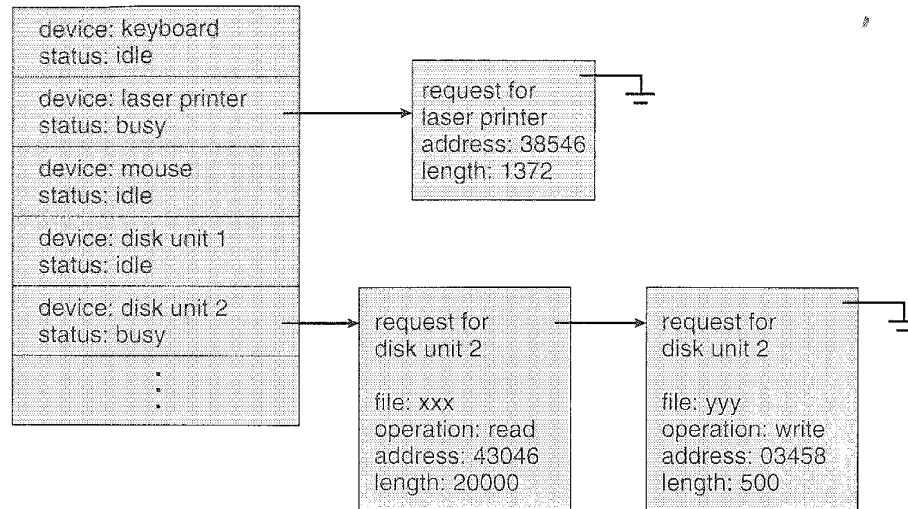 device: keyboard
status: idle
device: laser printer
status: busy
device: mouse
status: idle
device: disk unit 1
status: idle
device: disk unit 2
status: busy
request for
laser printer
address: 38546
length: 1372
request for
disk unit 2
file: xxx
operation: read
address: 43046
length: 20000
request for
disk unit 2
file: yyy
operation: write
address: 03458
length: 500